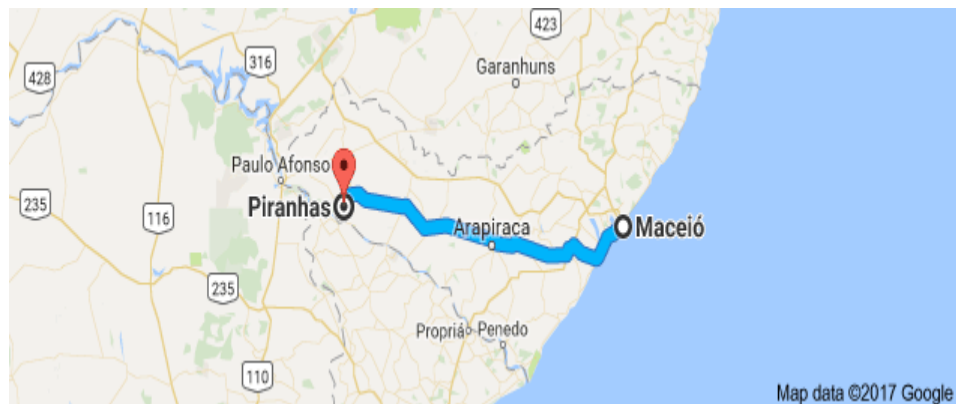 423
Garanhuns
316
428
Paulo Afonso
Piranhas
235
116
Arapiraca
Maceió
235
Propriá
Penedo
110
Map data ©2017 Google